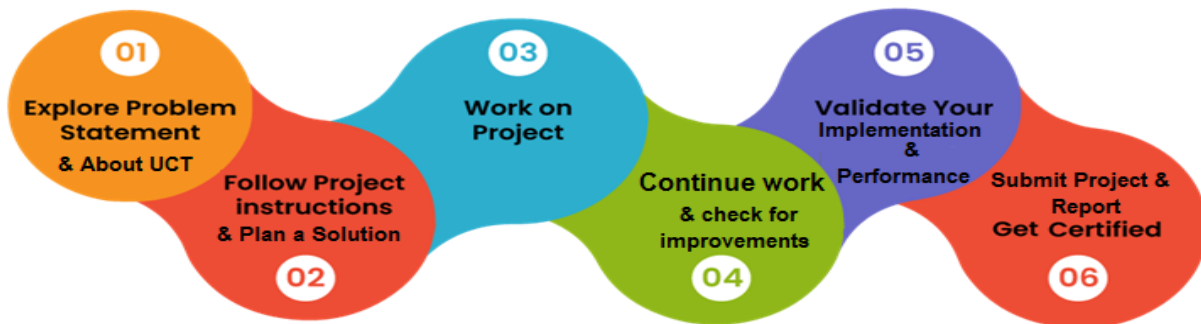 01
Explore Problem
Statement
& About UCT
Follow Project
instructions
& Plan a Solution
02
03
Work on
Project
Continue work
& check for
improvements
04
05
Validate Your
Implementation
&
Performance
Submit Project &
Report
Get Certified
06